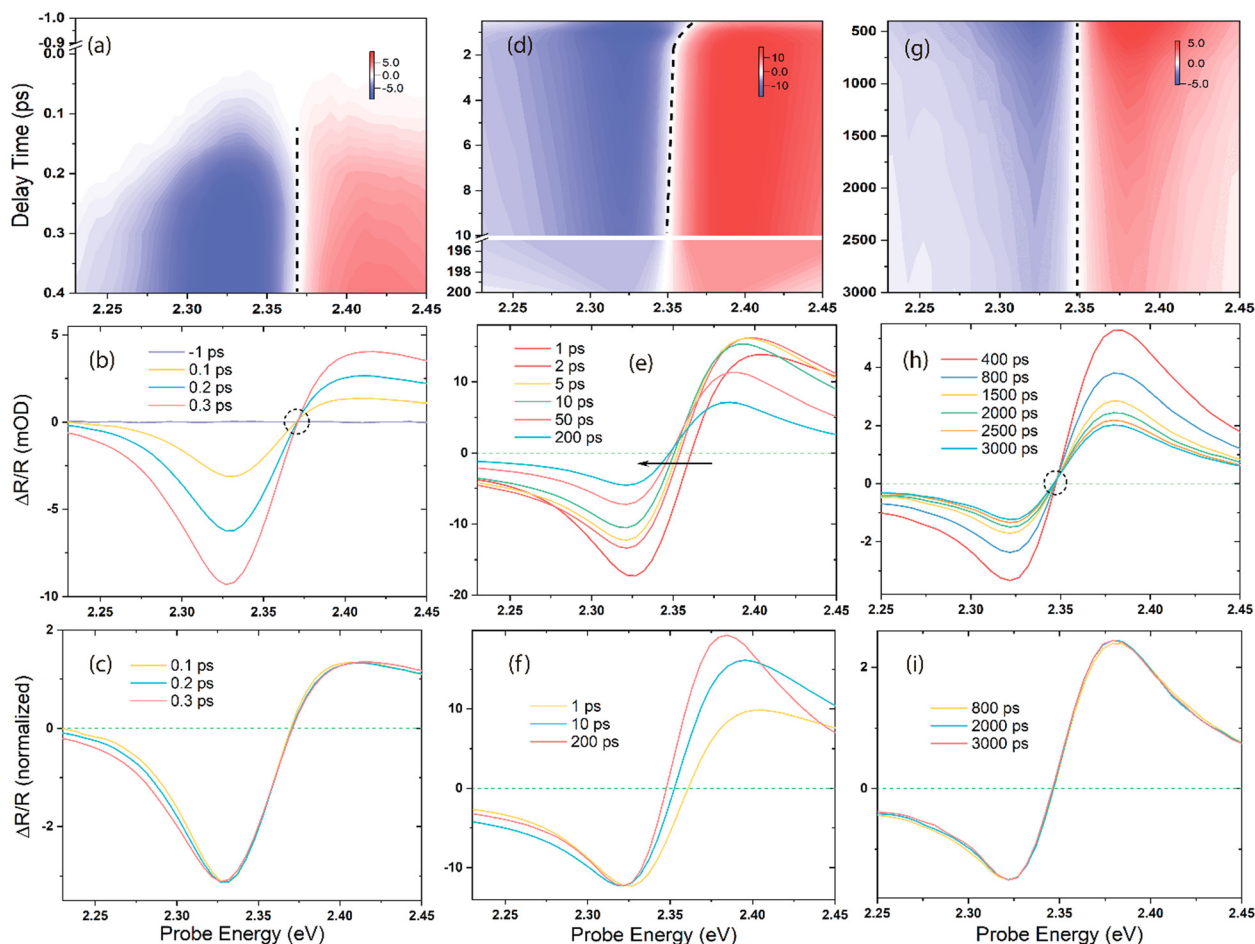 (a)
-1.0
-0.9
0.0
0.1
0.2
0.3
0.4
Delay Time (ps)
5.0
0.0
-5.0
2.25 2.30 2.35 2.40 2.45
(d)
2
4
6
8
10
196
198
200
10
0
-10
2.25 2.30 2.35 2.40 2.45
(g)
500
1000
1500
2000
2500
3000
5.0
0.0
-5.0
2.25 2.30 2.35 2.40 2.45
(b)
5
0
-5
-10
ΔR/R (mOD)
-1 ps
0.1 ps
0.2 ps
0.3 ps
2.25 2.30 2.35 2.40 2.45
(e)
10
0
-10
-20
1 ps
2 ps
5 ps
10 ps
50 ps
200 ps
2.25 2.30 2.35 2.40 2.45
(h)
4
2
0
-2
-4
400 ps
800 ps
1500 ps
2000 ps
2500 ps
3000 ps
2.25 2.30 2.35 2.40 2.45
(c)
2
0
-2
ΔR/R (normalized)
0.1 ps
0.2 ps
0.3 ps
2.25 2.30 2.35 2.40 2.45
Probe Energy (eV)
(f)
10
0
-10
1 ps
10 ps
200 ps
2.25 2.30 2.35 2.40 2.45
Probe Energy (eV)
(i)
2
0
-2
800 ps
2000 ps
3000 ps
2.25 2.30 2.35 2.40 2.45
Probe Energy (eV)